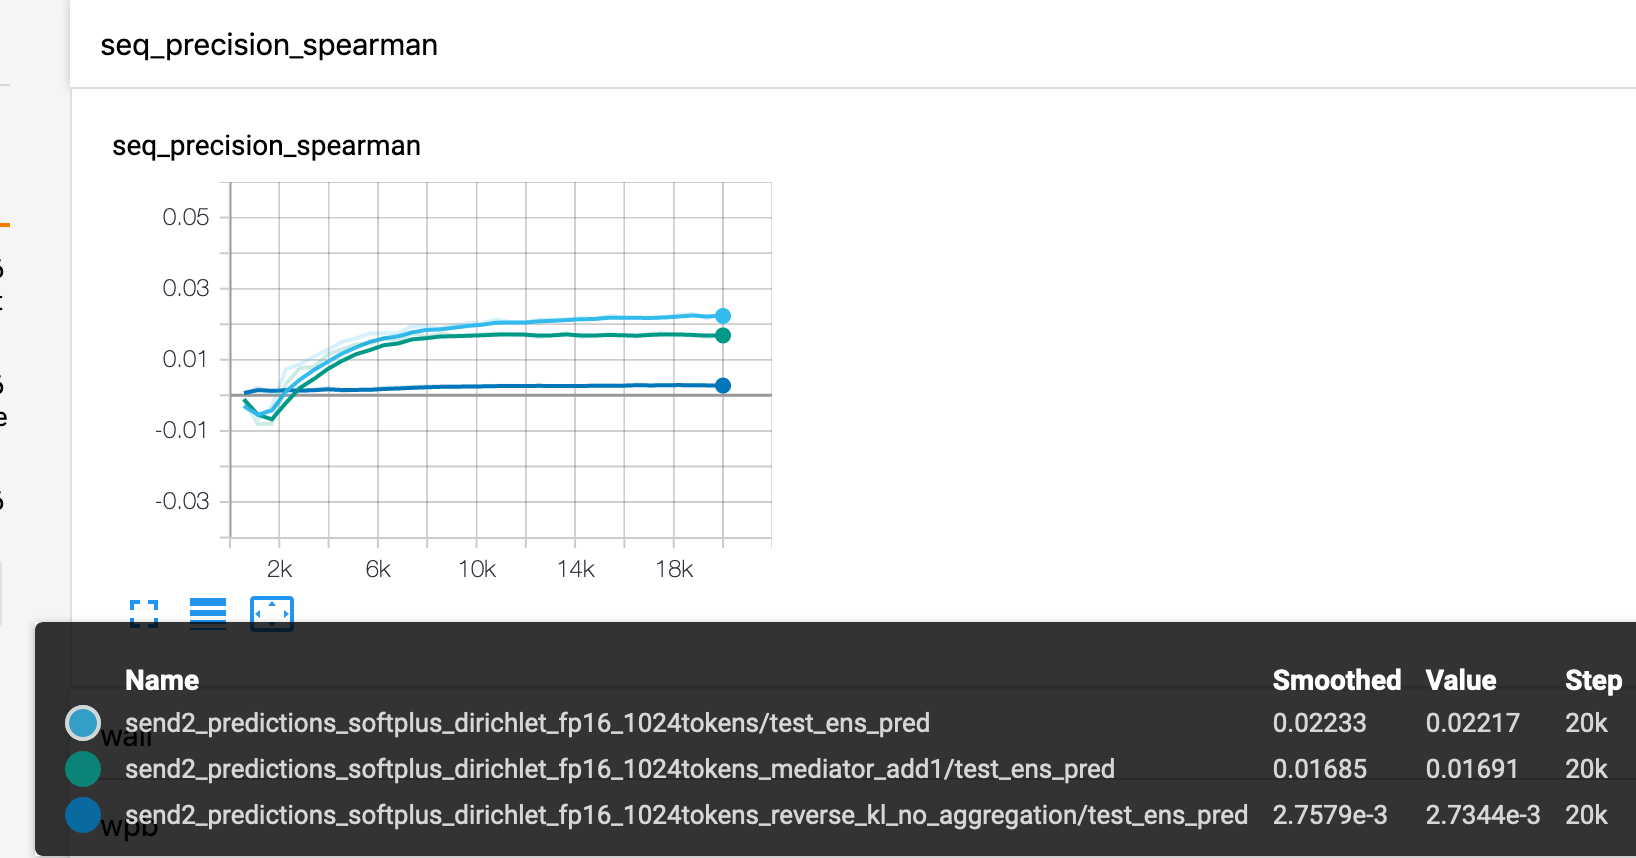 seq_precision_spearman
seq_precision_spearman
0.05
0.03
0.01
-0.01
-0.03
2k 6k 10k 14k 18k
Name Smoothed Value Step
send2_predictions_softplus_dirichlet_fp16_1024tokens/test_ens_pred 0.02233 0.02217 20k
wall
send2_predictions_softplus_dirichlet_fp16_1024tokens_mediator_add1/test_ens_pred 0.01685 0.01691 20k
send2_predictions_softplus_dirichlet_fp16_1024tokens_reverse_kl_no_aggregation/test_ens_pred 2.7579e-3 2.7344e-3 20k
wpb